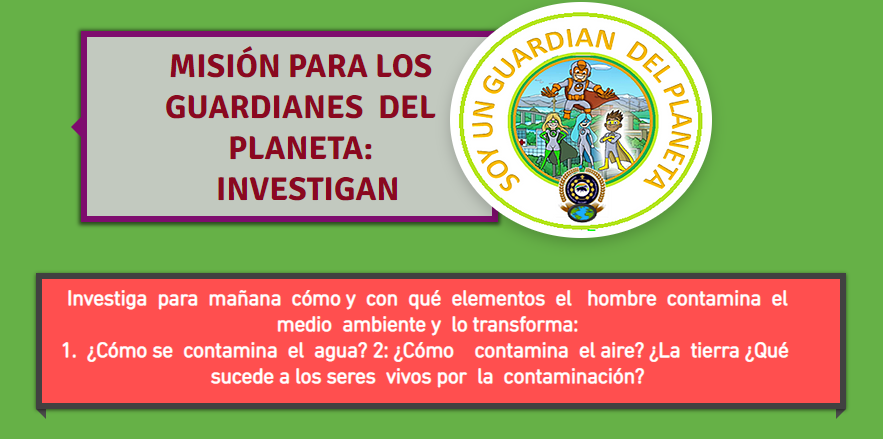 MISIÓN PARA LOS
GUARDIANES DEL
PLANETA:
INVESTIGAN
SOY UN GUARDIAN DEL PLANETA
Investiga para mañana cómo y con qué elementos el hombre contamina el
medio ambiente y lo transforma:
1. ¿Cómo se contamina el agua? 2: ¿Cómo contamina el aire? ¿La tierra ¿Qué
sucede a los seres vivos por la contaminación?